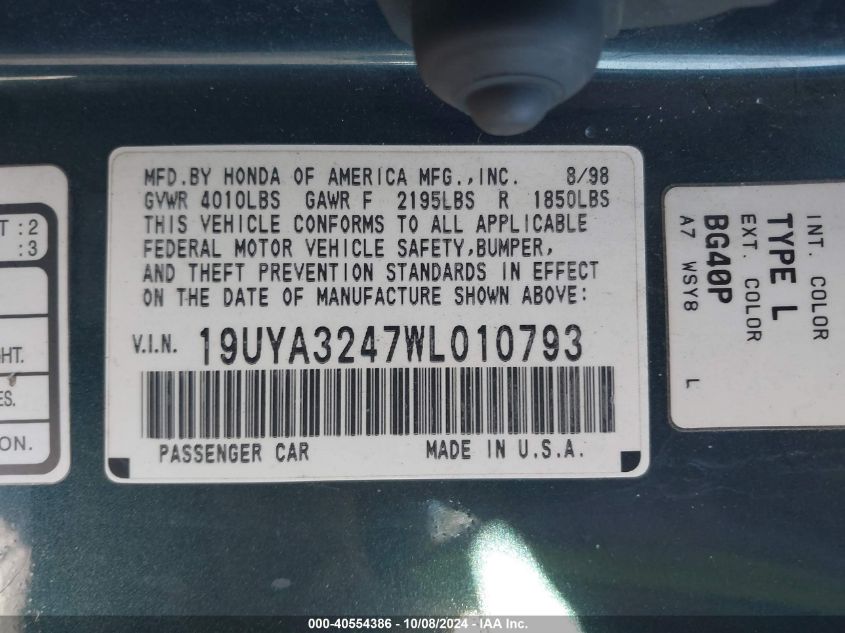 MFD.BY HONDA OF AMERICA MFG.,INC. 8/98
GVWR 4010LBS GAWR F 2195LBS R 1850LBS
THIS VEHICLE CONFORMS TO ALL APPLICABLE
FEDERAL MOTOR VEHICLE SAFETY,BUMPER,
AND THEFT PREVENTION STANDARDS IN EFFECT
ON THE DATE OF MANUFACTURE SHOWN ABOVE:
V.I.N. 19UYA3247WL010793
PASSENGER CAR MADE IN U.S.A.
:2
:3
ON.
INT. COLOR
TYPE L
EXT. COLOR
BG40P
A7 WSY8 L
000-40554386 - 10/08/2024 - IAA Inc.